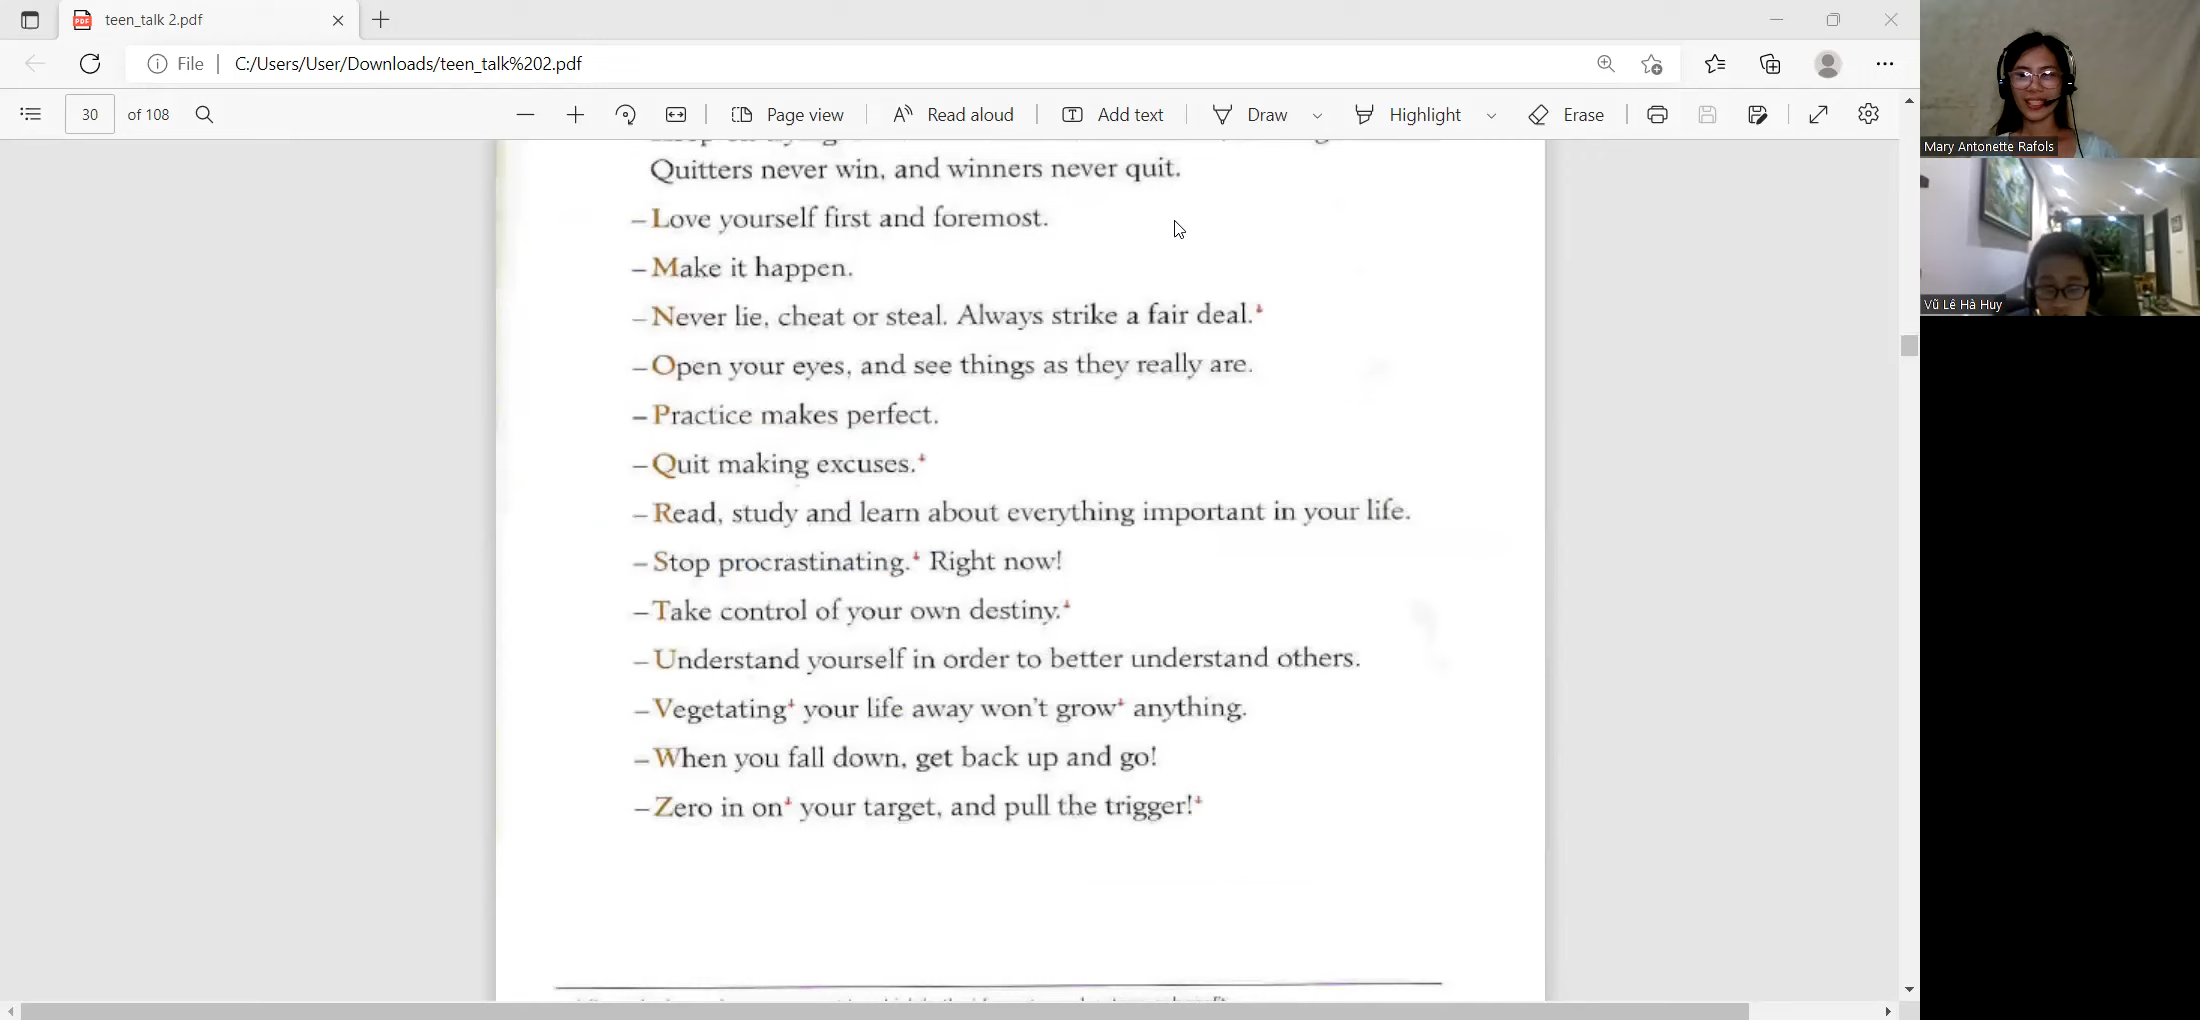 teen_talk 2.pdf
File
C:/Users/User/Downloads/teen_talk%202.pdf
30 of 108
Page view
Read aloud
Add text
Draw
Highlight
Erase
Quitters never win, and winners never quit.
– Love yourself first and foremost.
– Make it happen.
– Never lie, cheat or steal. Always strike a fair deal.⁺
– Open your eyes, and see things as they really are.
– Practice makes perfect.
– Quit making excuses.⁺
– Read, study and learn about everything important in your life.
– Stop procrastinating.⁺ Right now!
– Take control of your own destiny.⁺
– Understand yourself in order to better understand others.
– Vegetating⁺ your life away won't grow⁺ anything.
– When you fall down, get back up and go!
– Zero in on⁺ your target, and pull the trigger!⁺
Mary Antonette Rafols
Vũ Lê Hà Huy